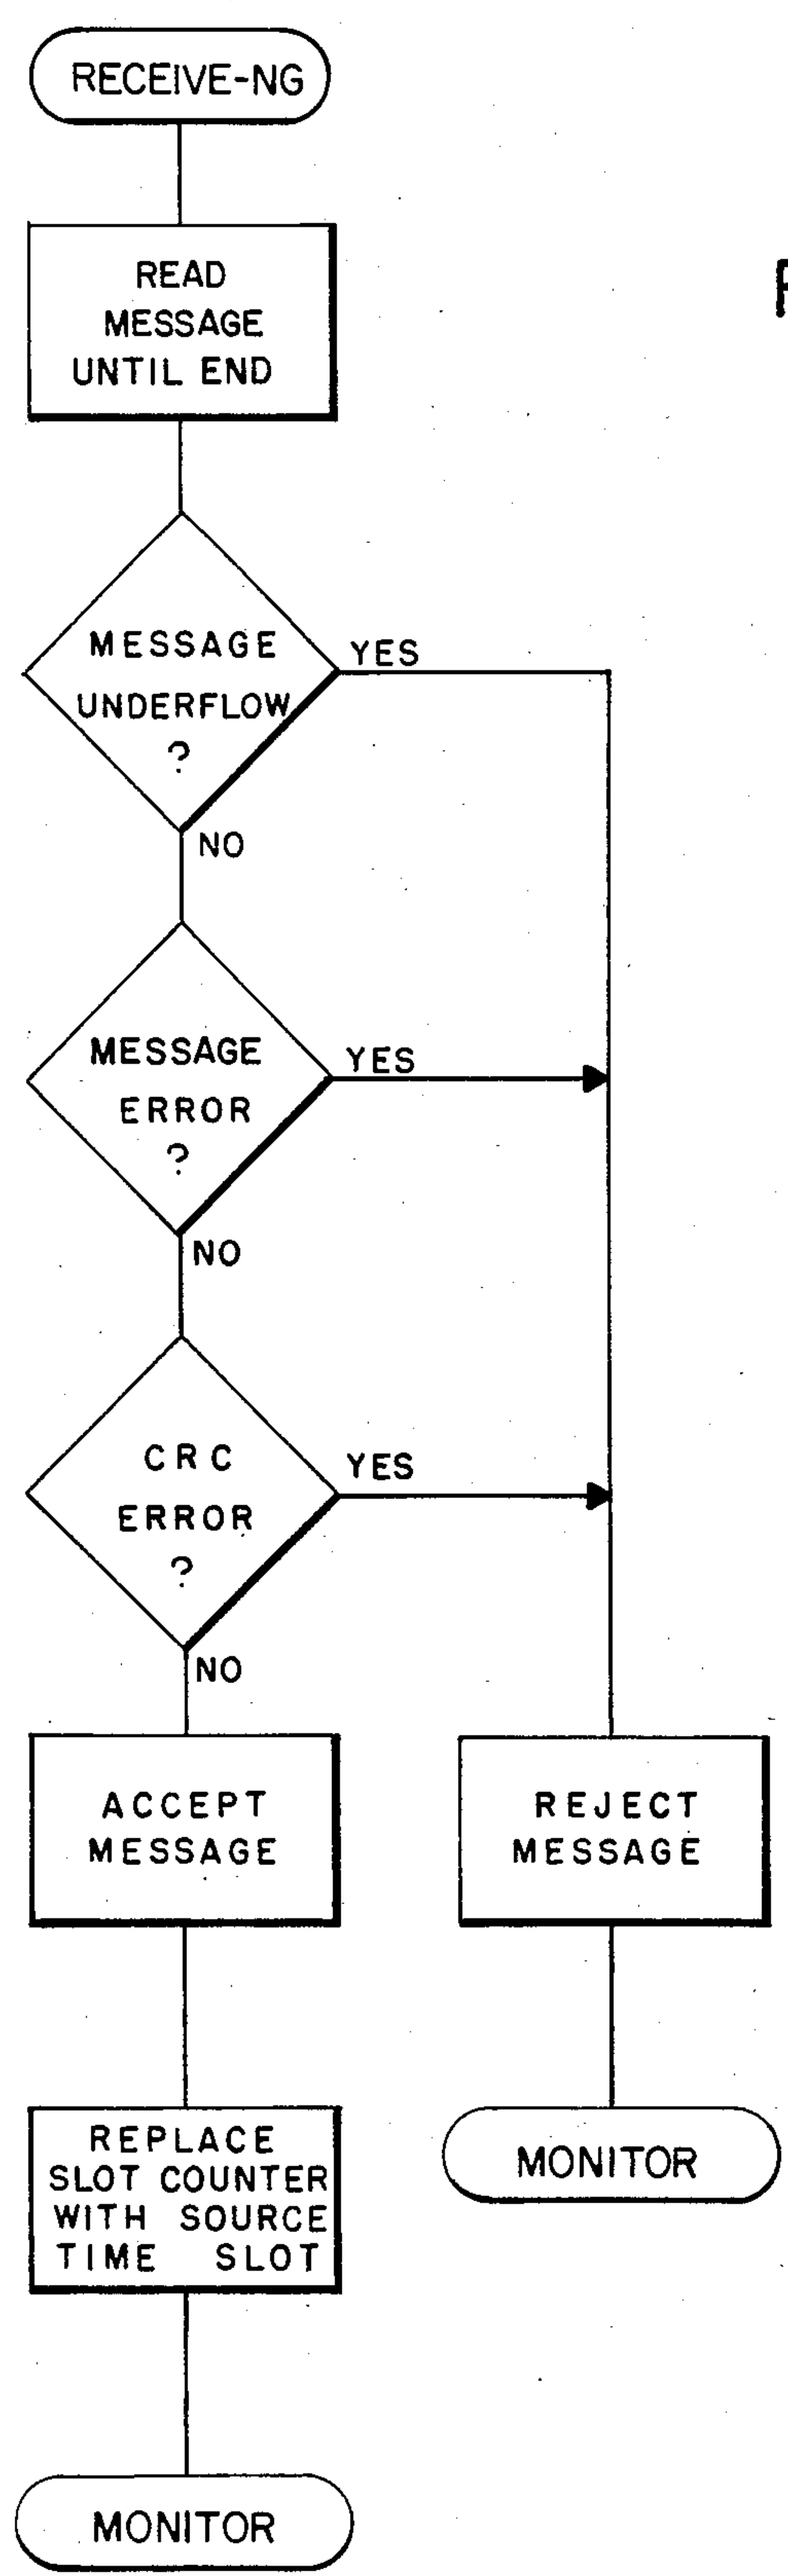 RECEIVE-NG
READ
MESSAGE
UNTIL END
MESSAGE
UNDERFLOW
?
YES
NO
MESSAGE
ERROR
?
YES
NO
CRC
ERROR
?
YES
NO
ACCEPT
MESSAGE
REJECT
MESSAGE
REPLACE
SLOT COUNTER
WITH SOURCE
TIME SLOT
MONITOR
MONITOR